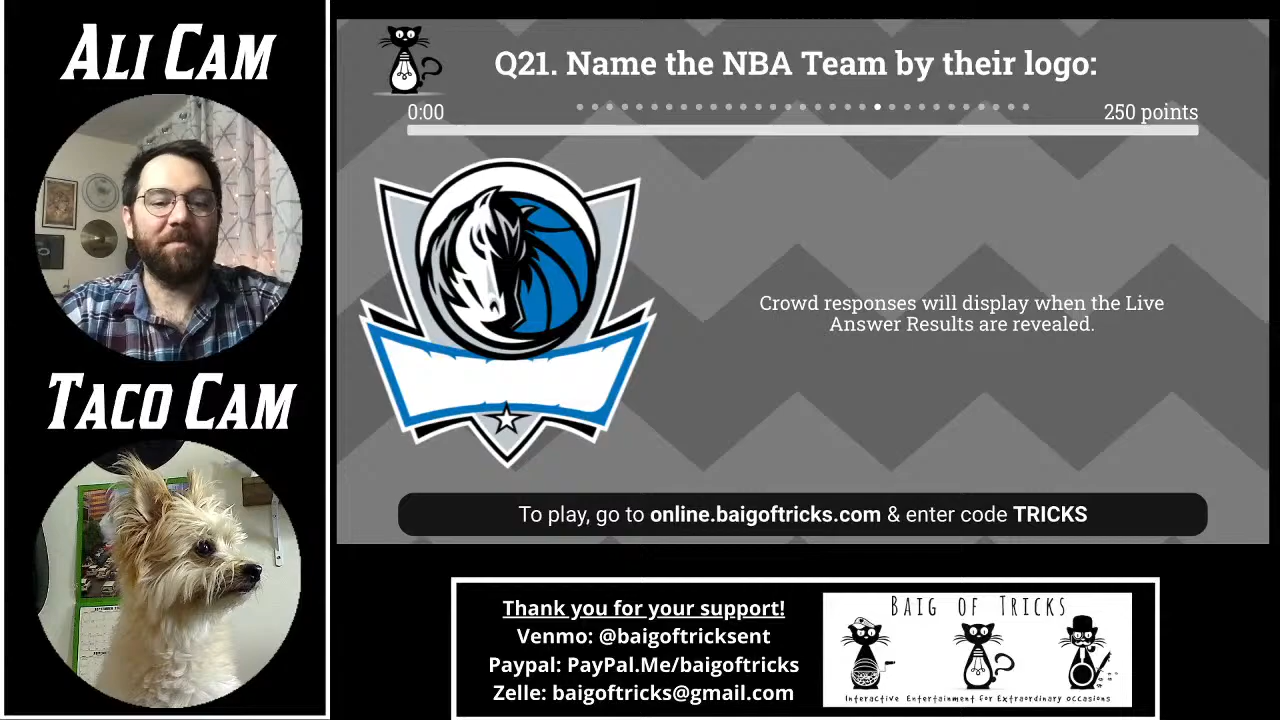 ALI CAM
TACO CAM
Q21. Name the NBA Team by their logo:
0:00
250 points
Crowd responses will display when the Live
Answer Results are revealed.
To play, go to online.baigoftricks.com & enter code TRICKS
Thank you for your support!
Venmo: @baigoftricksent
Paypal: PayPal.Me/baigoftricks
Zelle: baigoftricks@gmail.com
BAIG OF TRICKS
Interactive Entertainment for Extraordinary occasions